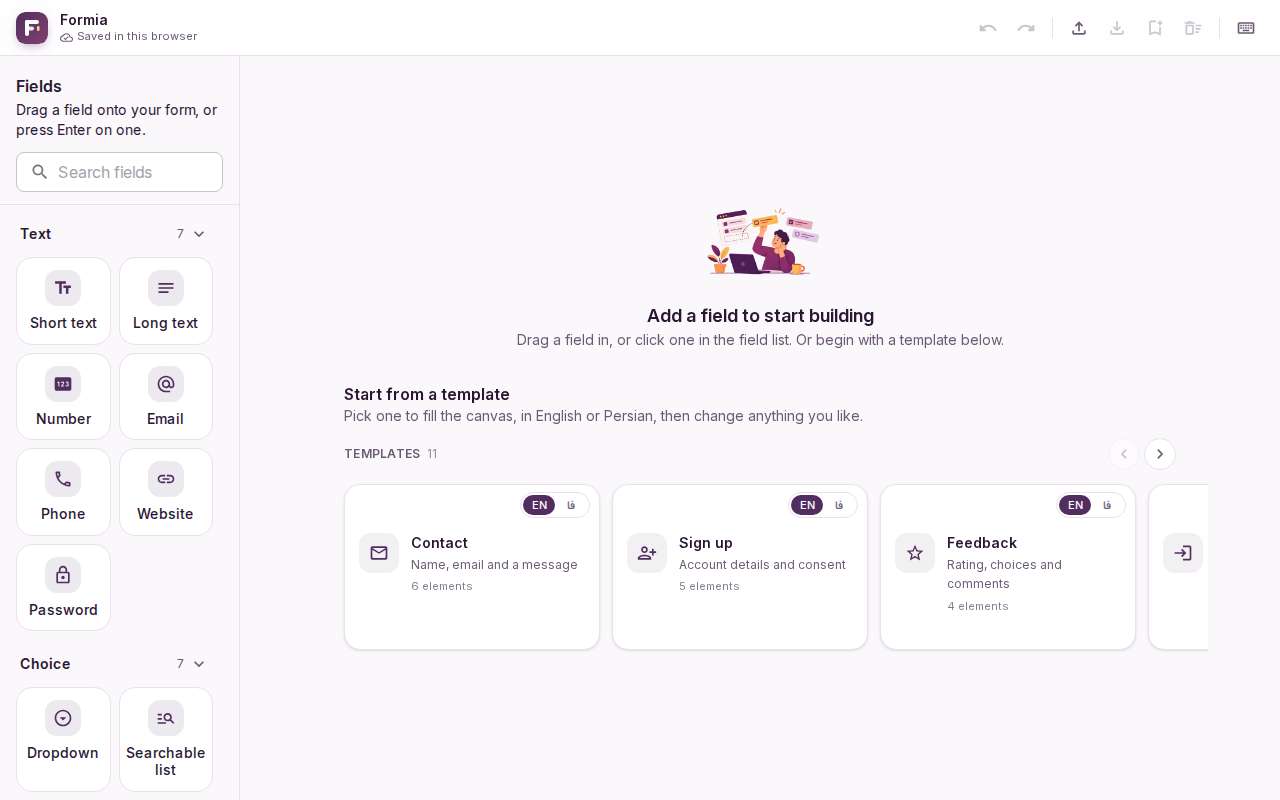 Formia
Saved in this browser
Fields
Drag a field onto your form, or
press Enter on one.
Search fields
Text 7
Short text
Long text
Number
Email
Phone
Website
Password
Choice 7
Dropdown
Searchable
list
Add a field to start building
Drag a field in, or click one in the field list. Or begin with a template below.
Start from a template
Pick one to fill the canvas, in English or Persian, then change anything you like.
TEMPLATES 11
EN فا
Contact
Name, email and a message
6 elements
EN فا
Sign up
Account details and consent
5 elements
EN فا
Feedback
Rating, choices and
comments
4 elements